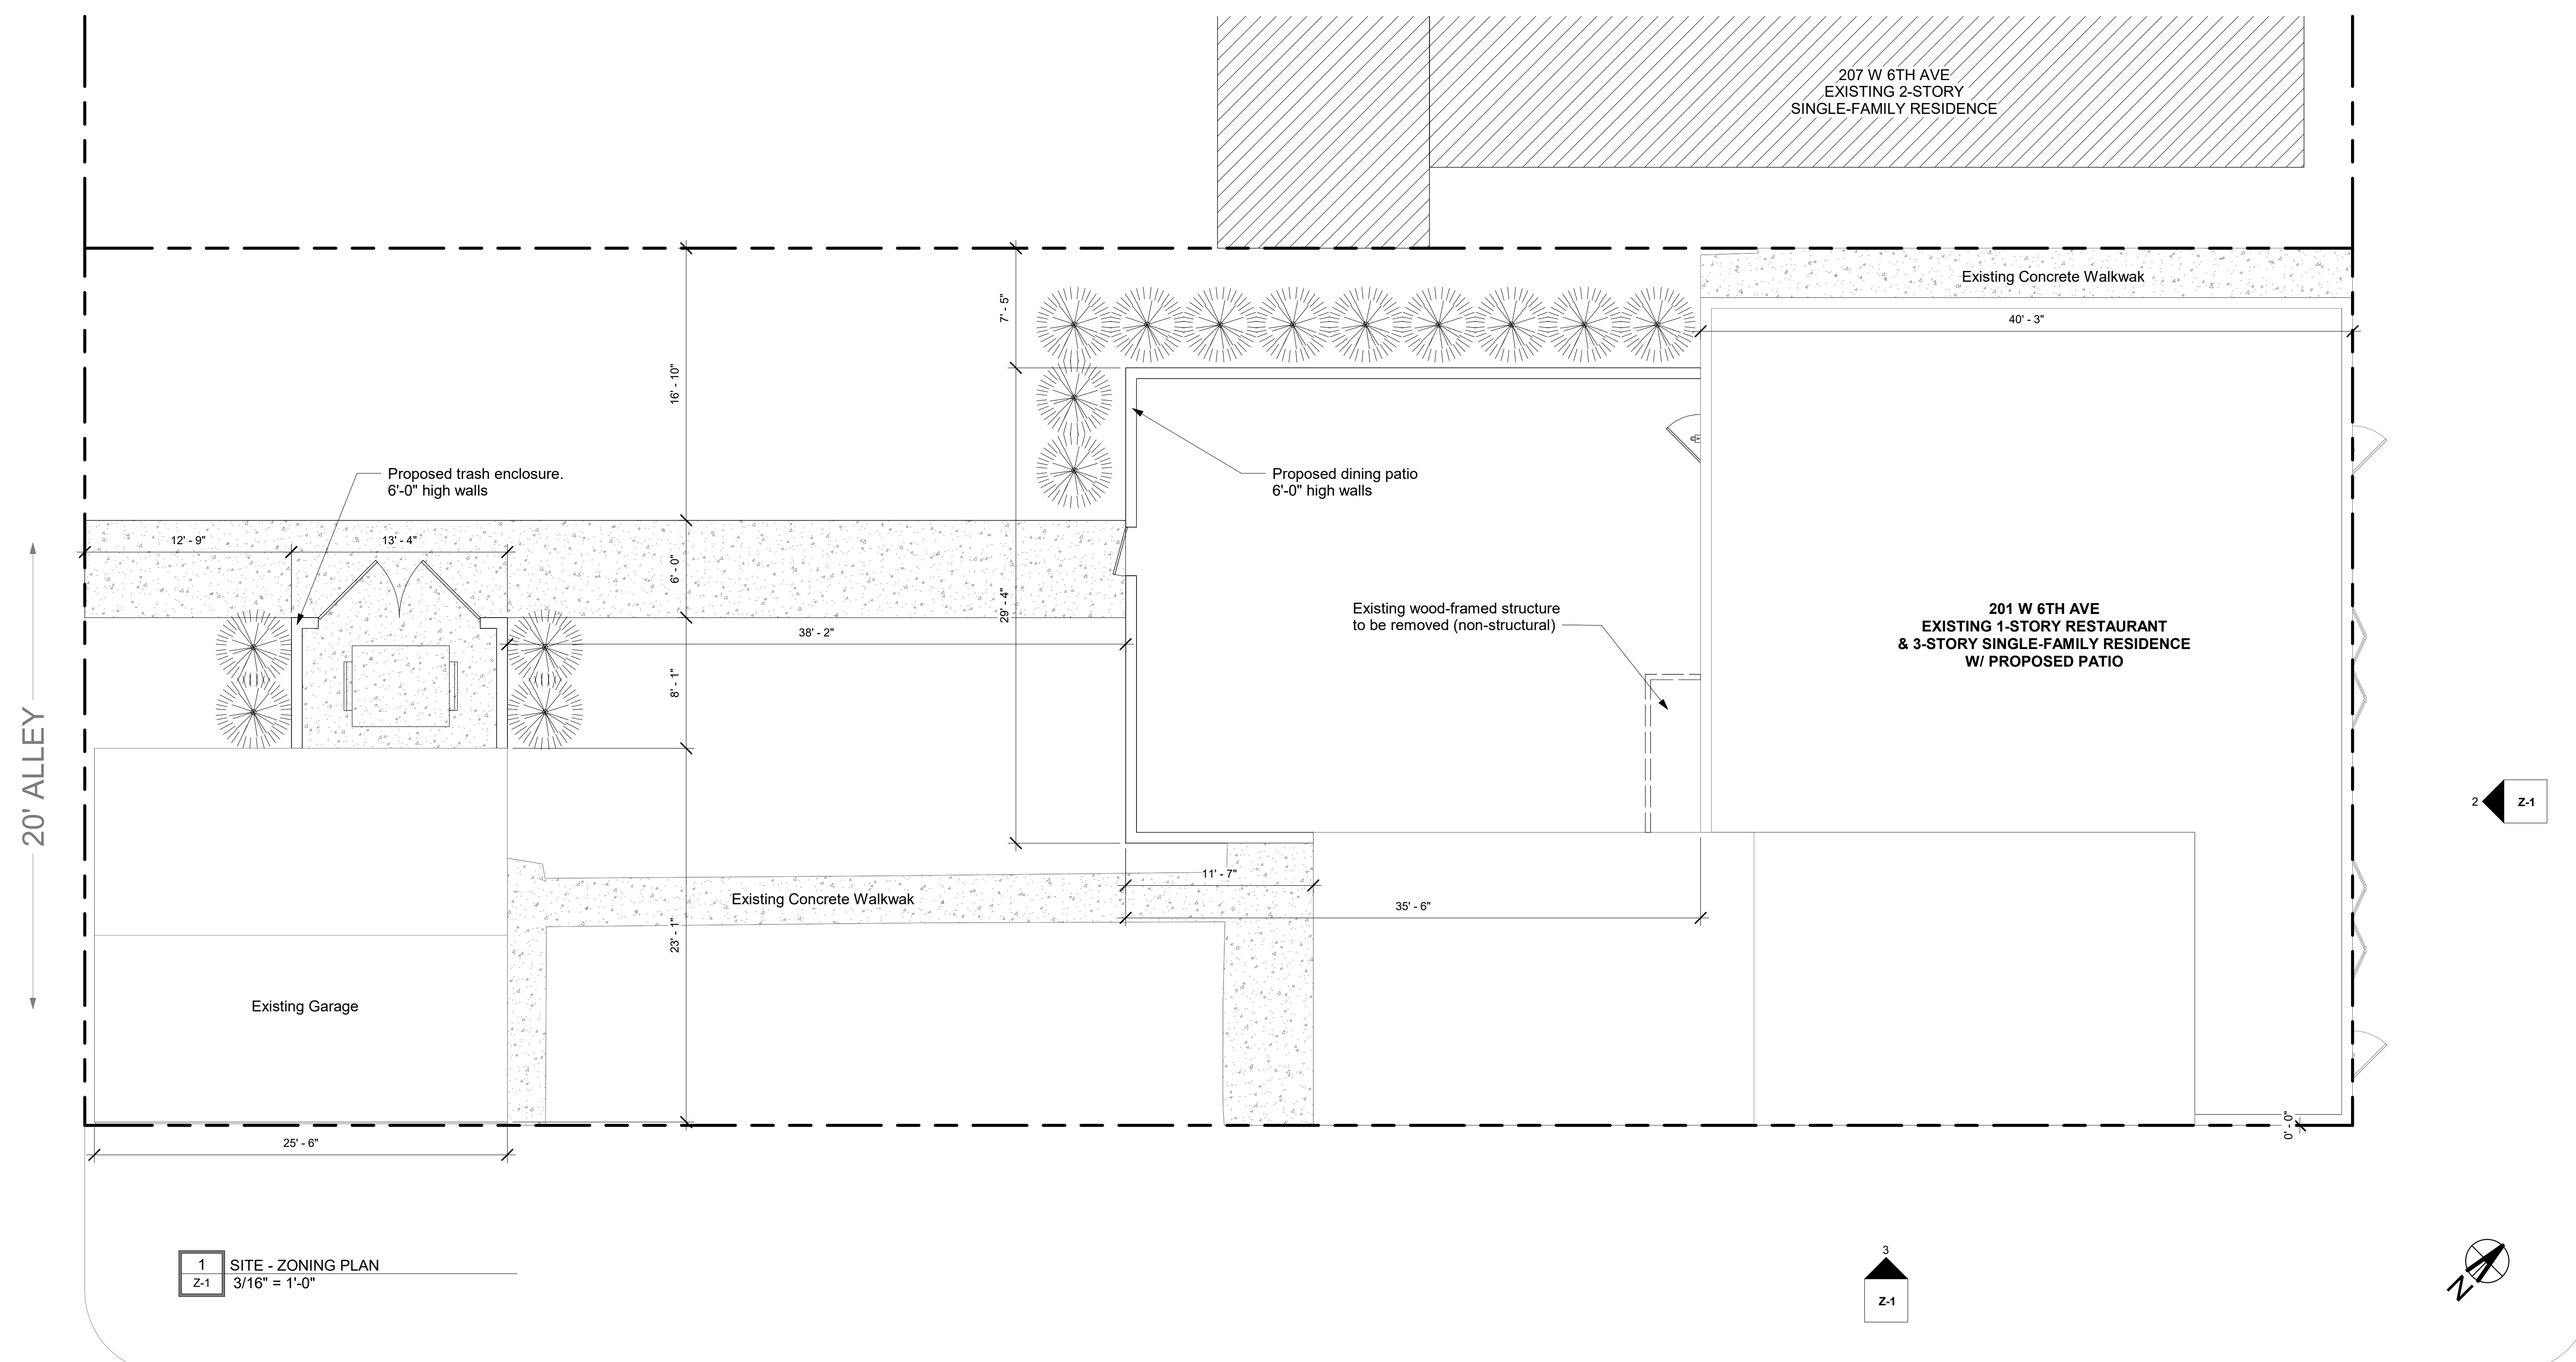 207 W 6TH AVE
EXISTING 2-STORY
SINGLE-FAMILY RESIDENCE
Existing Concrete Walkwak
7' - 5"
40' - 3"
16' - 10"
Proposed trash enclosure.
6'-0" high walls
Proposed dining patio
6'-0" high walls
12' - 9"
13' - 4"
6' - 0"
29' - 4"
Existing wood-framed structure
to be removed (non-structural)
201 W 6TH AVE
EXISTING 1-STORY RESTAURANT
& 3-STORY SINGLE-FAMILY RESIDENCE
W/ PROPOSED PATIO
38' - 2"
8' - 1"
20' ALLEY
2
Z-1
11' - 7"
Existing Concrete Walkwak
35' - 6"
23' - 1"
Existing Garage
0' - 0"
25' - 6"
1
Z-1
SITE - ZONING PLAN
3/16" = 1'-0"
3
Z-1
N